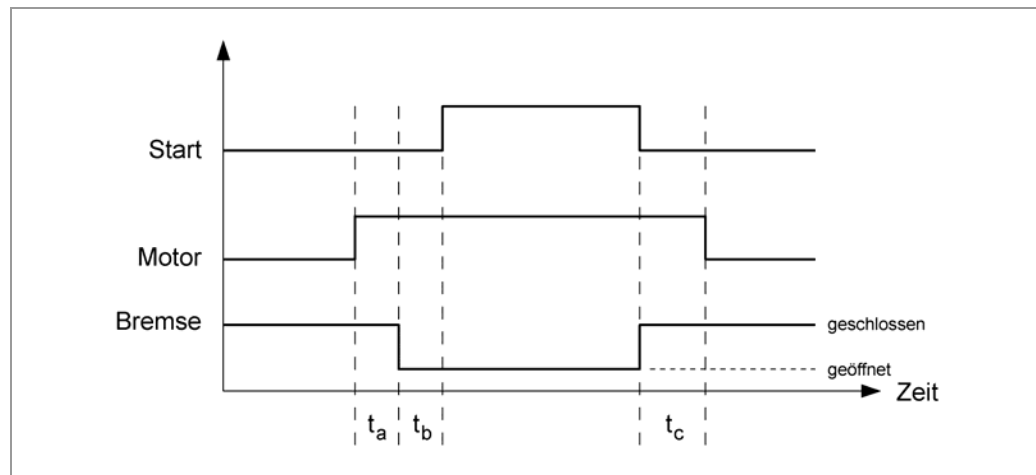 Start
Motor
Bremse
geschlossen
geöffnet
Zeit
ta tb tc